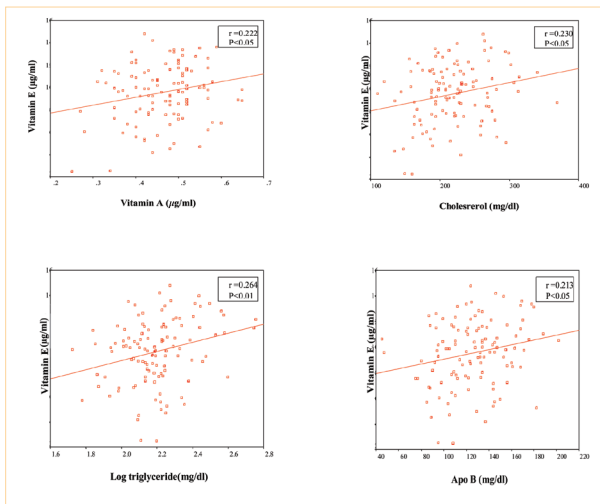 r=0.222
P<0.05
Vitamin E (µg/ml)
.2 .3 .4 .5 .6 .7
Vitamin A (µg/ml)
r=0.230
P<0.05
Vitamin E (µg/ml)
100 200 300 400
Cholesrerol (mg/dl)
r=0.264
P<0.01
Vitamin E (µg/ml)
1.6 1.8 2.0 2.2 2.4 2.6 2.8
Log triglyceride(mg/dl)
r=0.213
P<0.05
Vitamin E (µg/ml)
40 60 80 100 120 140 160 180 200 220
Apo B (mg/dl)